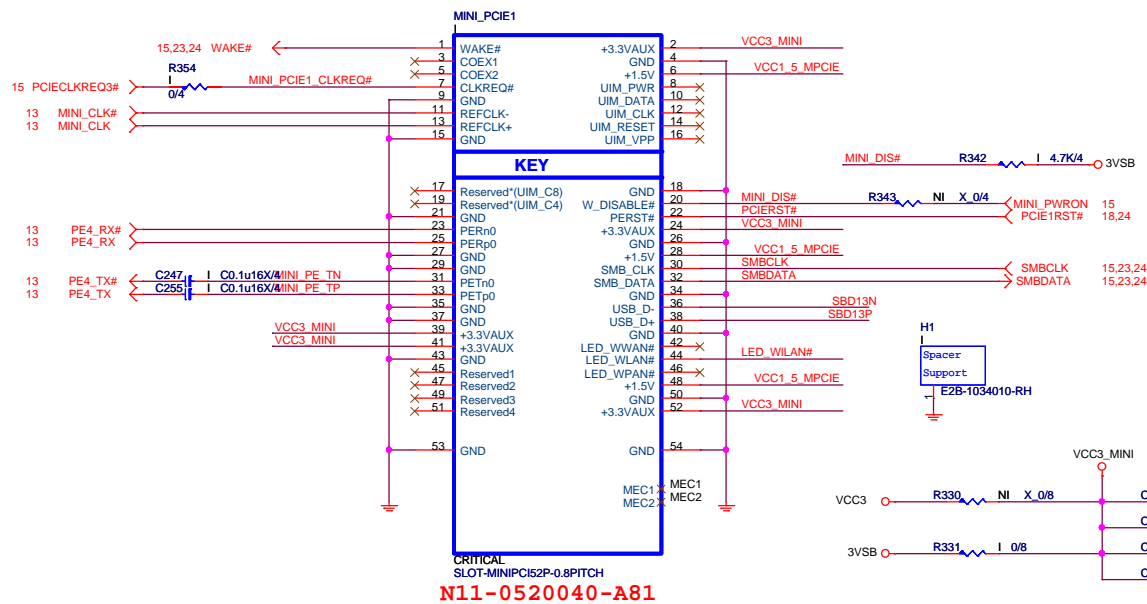 MINI_PCIE1
15,23,24 WAKE# 1 WAKE# +3.3VAUX 2 VCC3_MINI
3 COEX1 GND 4
5 COEX2 +1.5V 6 VCC1_5_MPCIE
R354
I
0/4
15 PCIECLKREQ3# MINI_PCIE1_CLKREQ# 7 CLKREQ# UIM_PWR 8
9 GND UIM_DATA 10
13 MINI_CLK# 11 REFCLK- UIM_CLK 12
13 MINI_CLK 13 REFCLK+ UIM_RESET 14
15 GND UIM_VPP 16
KEY
MINI_DIS# R342 I 4.7K/4 3VSB
17 Reserved*(UIM_C8) GND 18
19 Reserved*(UIM_C4) W_DISABLE# 20 MINI_DIS# R343 NI X_0/4 MINI_PWRON 15
21 GND PERST# 22 PCIERST# PCIE1RST# 18,24
13 PE4_RX# 23 PERn0 +3.3VAUX 24 VCC3_MINI
13 PE4_RX 25 PERp0 GND 26
27 GND +1.5V 28 VCC1_5_MPCIE
29 GND SMB_CLK 30 SMBCLK SMBCLK 15,23,24
13 PE4_TX# C247 I C0.1u16X/4 MINI_PE_TN 31 PETn0 SMB_DATA 32 SMBDATA SMBDATA 15,23,24
13 PE4_TX C255 I C0.1u16X/4 MINI_PE_TP 33 PETp0 GND 34
35 GND USB_D- 36 SBD13N
37 GND USB_D+ 38 SBD13P
VCC3_MINI 39 +3.3VAUX GND 40
VCC3_MINI 41 +3.3VAUX LED_WWAN# 42
43 GND LED_WLAN# 44 LED_WILAN#
45 Reserved1 LED_WPAN# 46
47 Reserved2 +1.5V 48 VCC1_5_MPCIE
49 Reserved3 GND 50
51 Reserved4 +3.3VAUX 52 VCC3_MINI
53 GND GND 54
MEC1 MEC1
MEC2 MEC2
H1
I
Spacer
Support
1
E2B-1034010-RH
VCC3_MINI
VCC3 R330 NI X_0/8 C
C
3VSB R331 I 0/8 C
C
CRITICAL
SLOT-MINIPCI52P-0.8PITCH
N11-0520040-A81